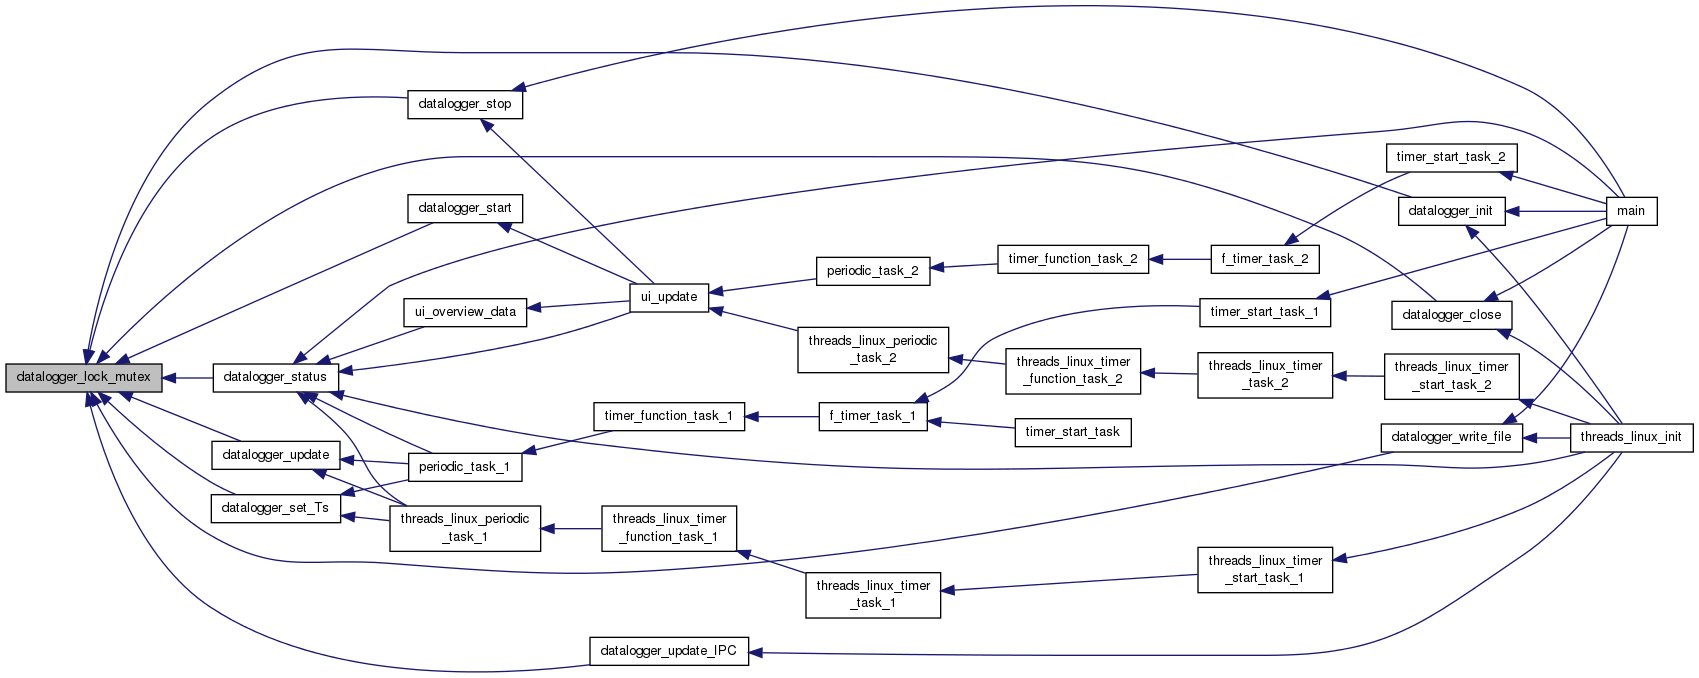 datalogger_stop
timer_start_task_2
datalogger_start
datalogger_init
main
timer_function_task_2
f_timer_task_2
periodic_task_2
ui_update
ui_overview_data
timer_start_task_1
datalogger_close
threads_linux_periodic
_task_2
threads_linux_timer
_function_task_2
threads_linux_timer
_task_2
threads_linux_timer
_start_task_2
datalogger_lock_mutex
datalogger_status
timer_function_task_1
f_timer_task_1
timer_start_task
datalogger_write_file
threads_linux_init
datalogger_update
periodic_task_1
datalogger_set_Ts
threads_linux_periodic
_task_1
threads_linux_timer
_function_task_1
threads_linux_timer
_task_1
threads_linux_timer
_start_task_1
datalogger_update_IPC